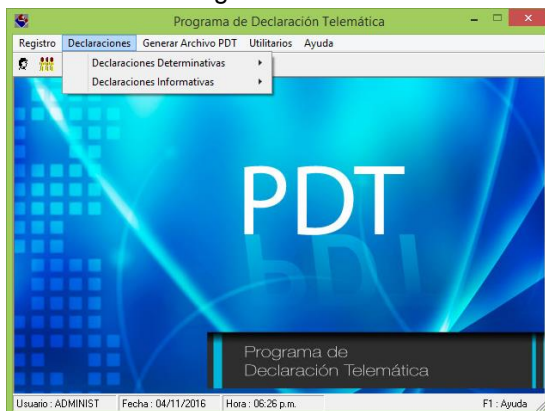 Programa de Declaración Telemática
Registro Declaraciones Generar Archivo PDT Utilitarios Ayuda
Declaraciones Determinativas
Declaraciones Informativas
PDT
Programa de
Declaración Telemática
Usuario : ADMINIST Fecha : 04/11/2016 Hora : 06:26 p.m. F1 : Ayuda